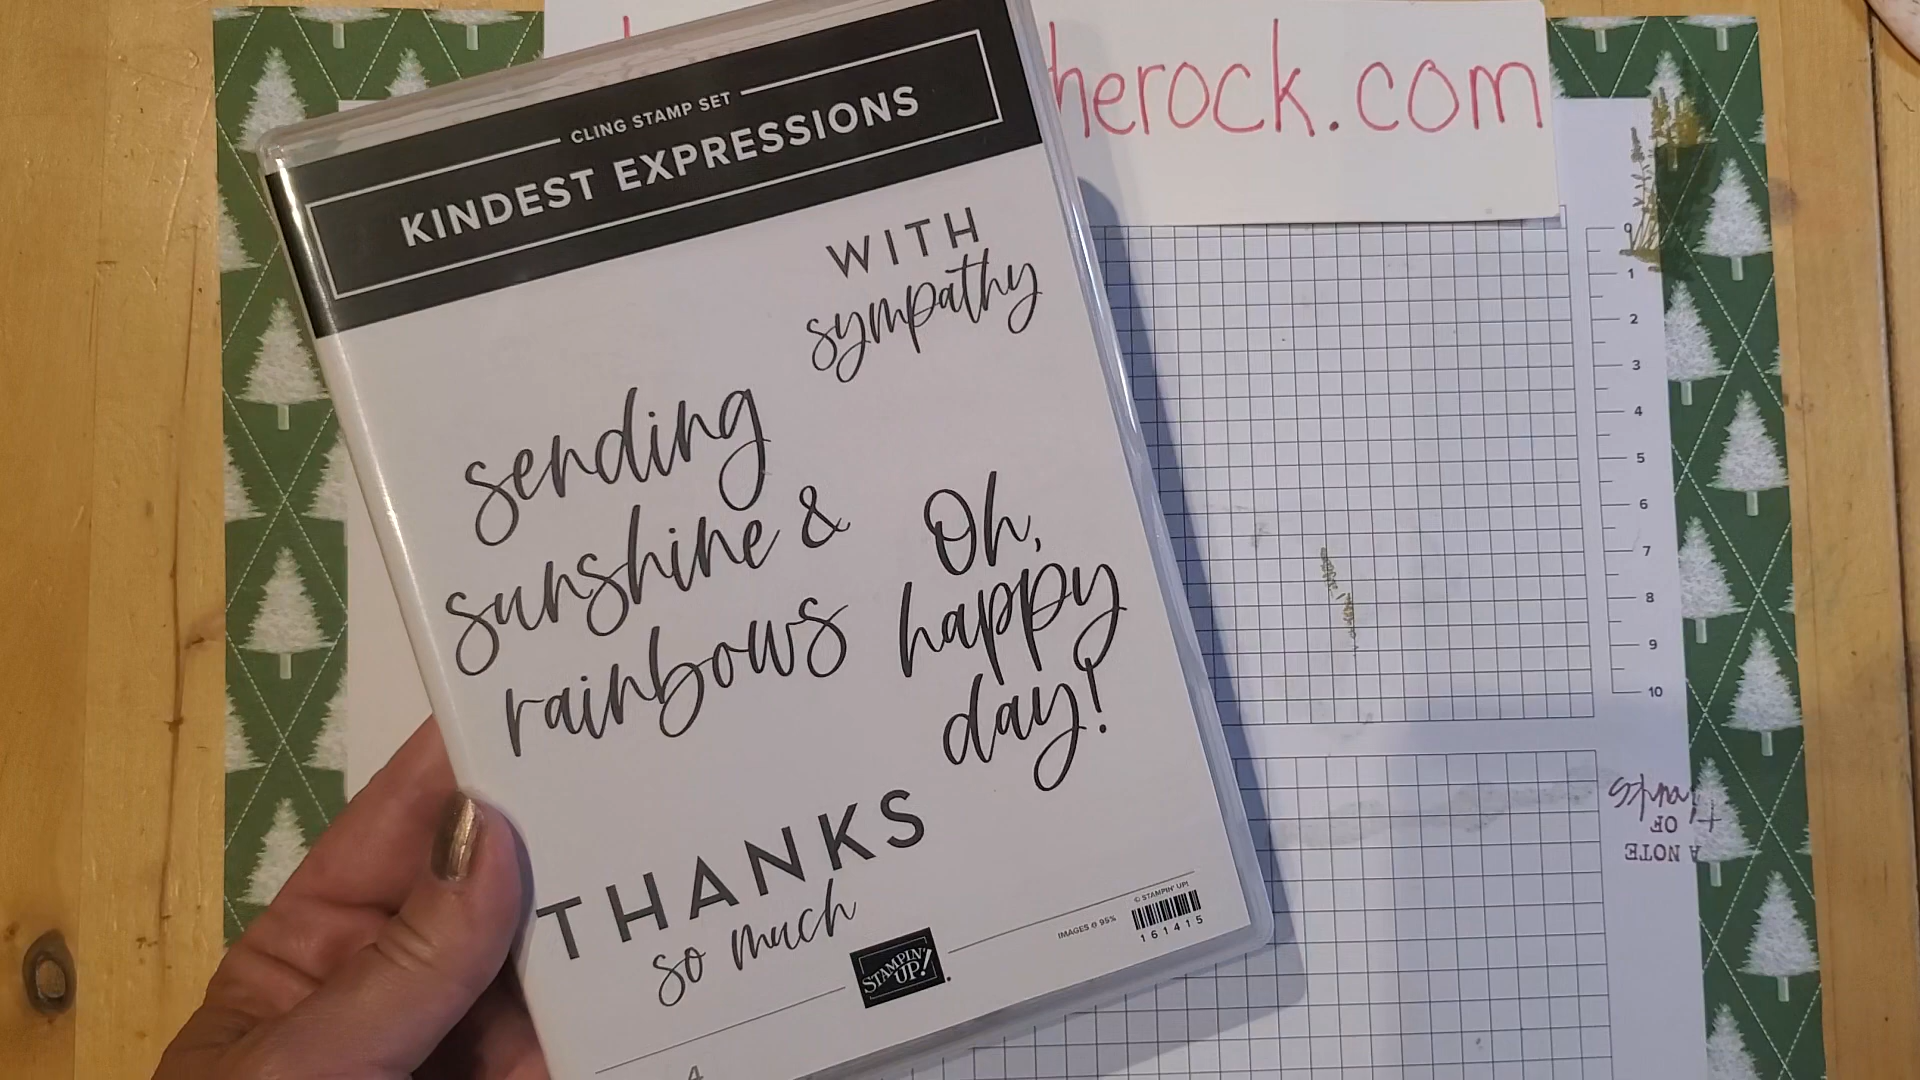 herock.com
CLING STAMP SET
KINDEST EXPRESSIONS
WITH
sympathy
sending
sunshine &
rainbows
Oh,
happy
day!
THANKS
so much
STAMPIN'
UP!
IMAGES @ 95%
© STAMPIN' UP!
161415
0
1
2
3
4
5
6
7
8
9
10
A NOTE
OF